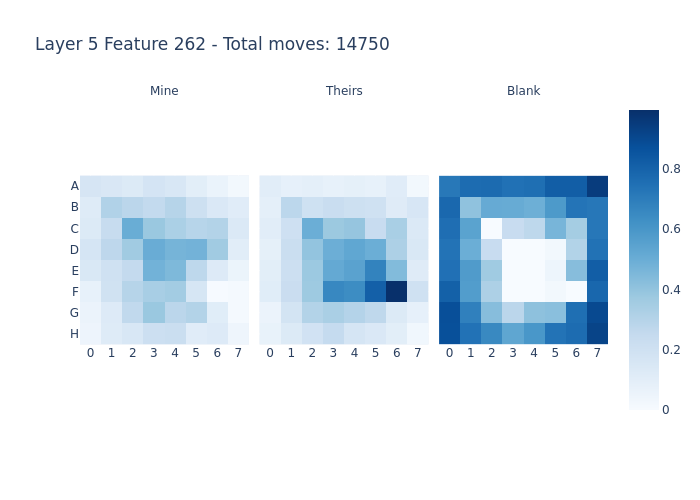 Layer 5 Feature 262 - Total moves: 14750
Mine Theirs Blank
A
B
C
D
E
F
G
H
0 1 2 3 4 5 6 7 0 1 2 3 4 5 6 7 0 1 2 3 4 5 6 7
0.8
0.6
0.4
0.2
0